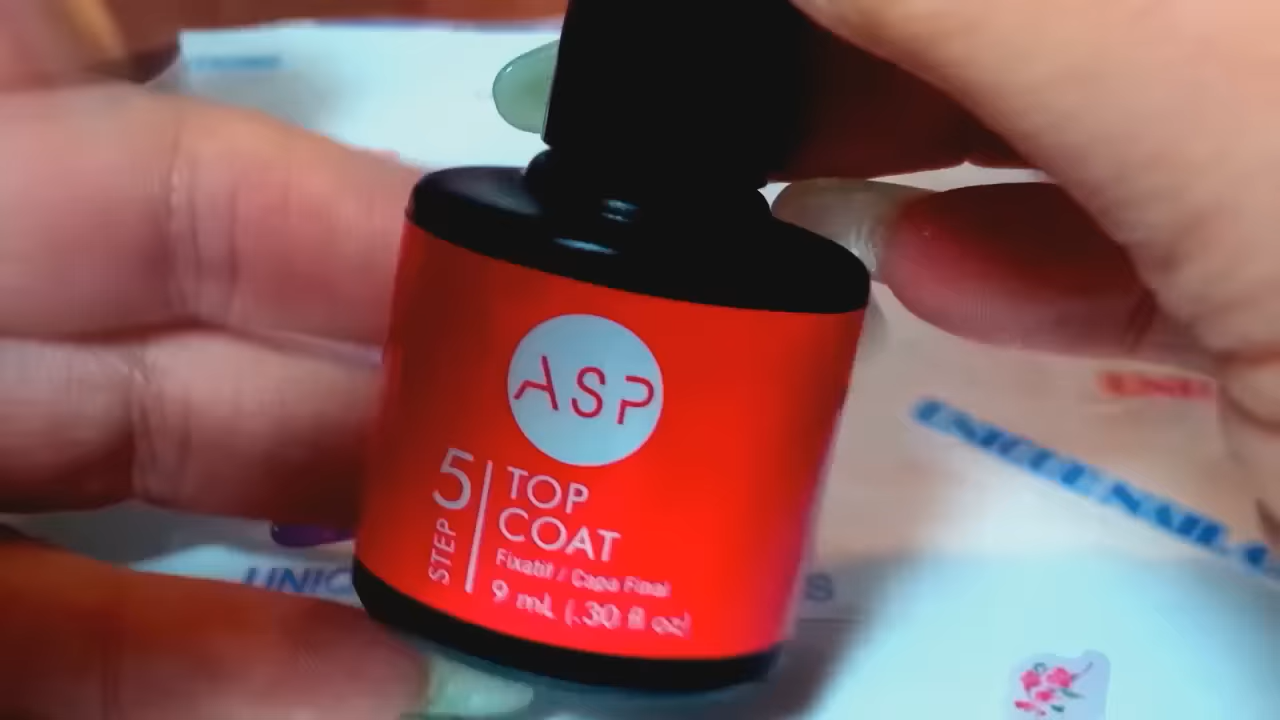 ASP
5
STEP
TOP
COAT
Fixatif / Capa Final
9 mL (.30 fl oz)